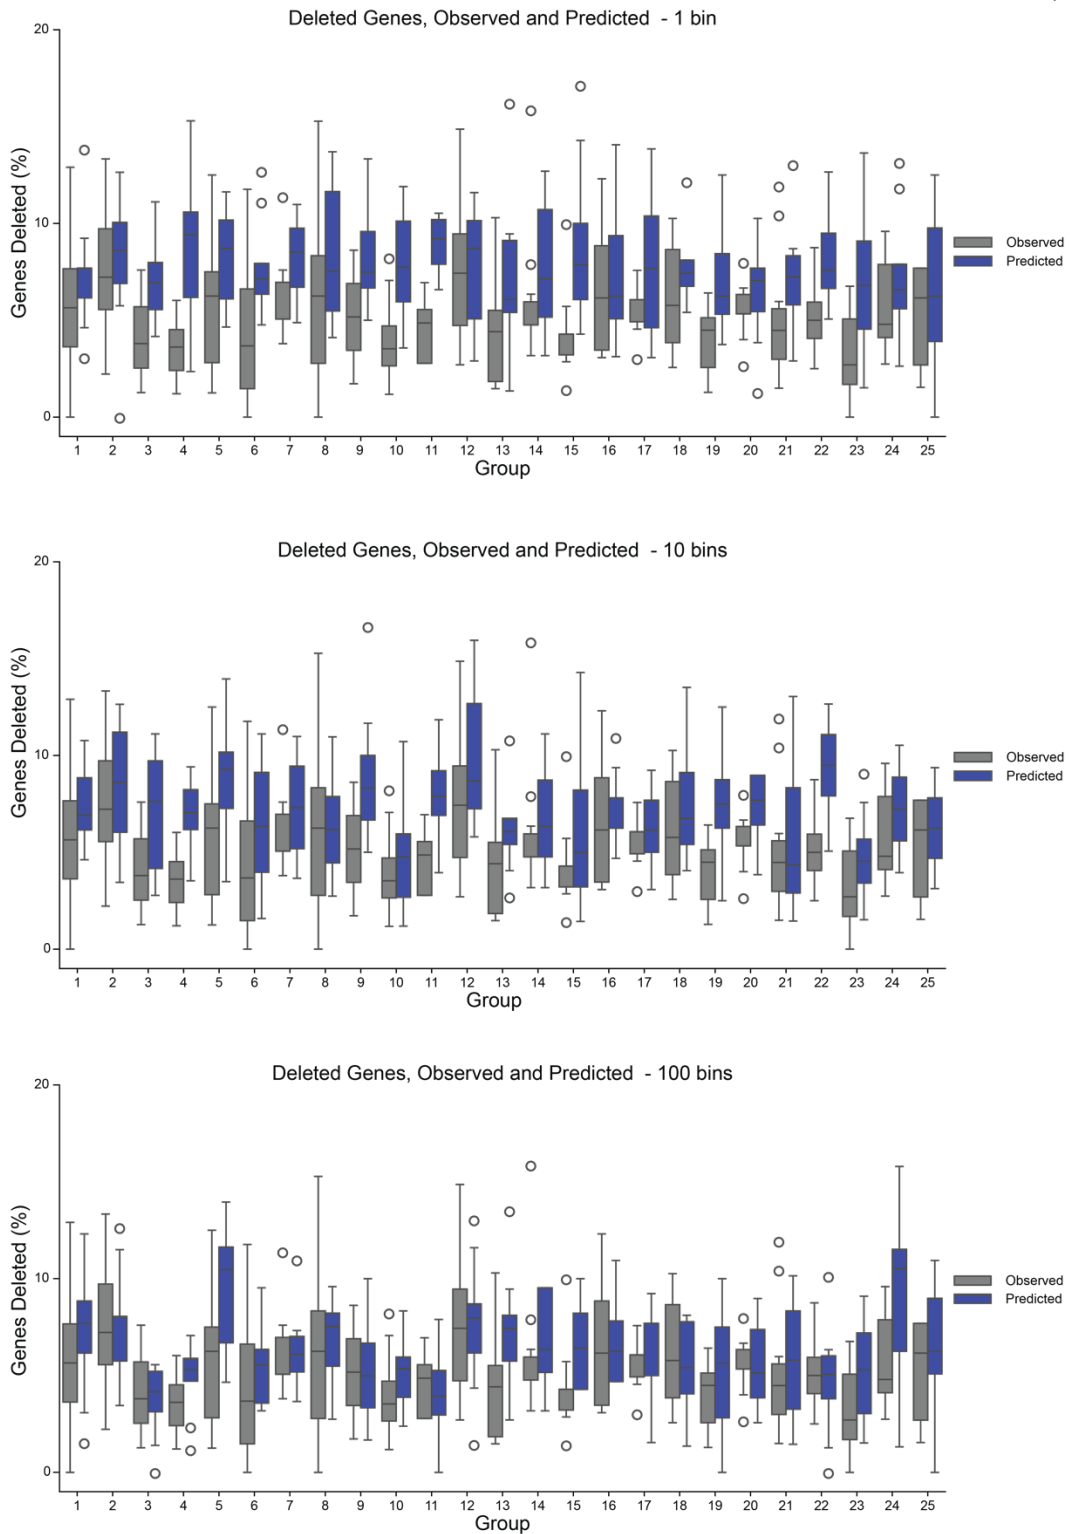 Deleted Genes, Observed and Predicted - 1 bin
20
10
0
Genes Deleted (%)
1 2 3 4 5 6 7 8 9 10 11 12 13 14 15 16 17 18 19 20 21 22 23 24 25
Group
Observed
Predicted
Deleted Genes, Observed and Predicted - 10 bins
20
10
0
Genes Deleted (%)
1 2 3 4 5 6 7 8 9 10 11 12 13 14 15 16 17 18 19 20 21 22 23 24 25
Group
Observed
Predicted
Deleted Genes, Observed and Predicted - 100 bins
20
10
0
Genes Deleted (%)
1 2 3 4 5 6 7 8 9 10 11 12 13 14 15 16 17 18 19 20 21 22 23 24 25
Group
Observed
Predicted